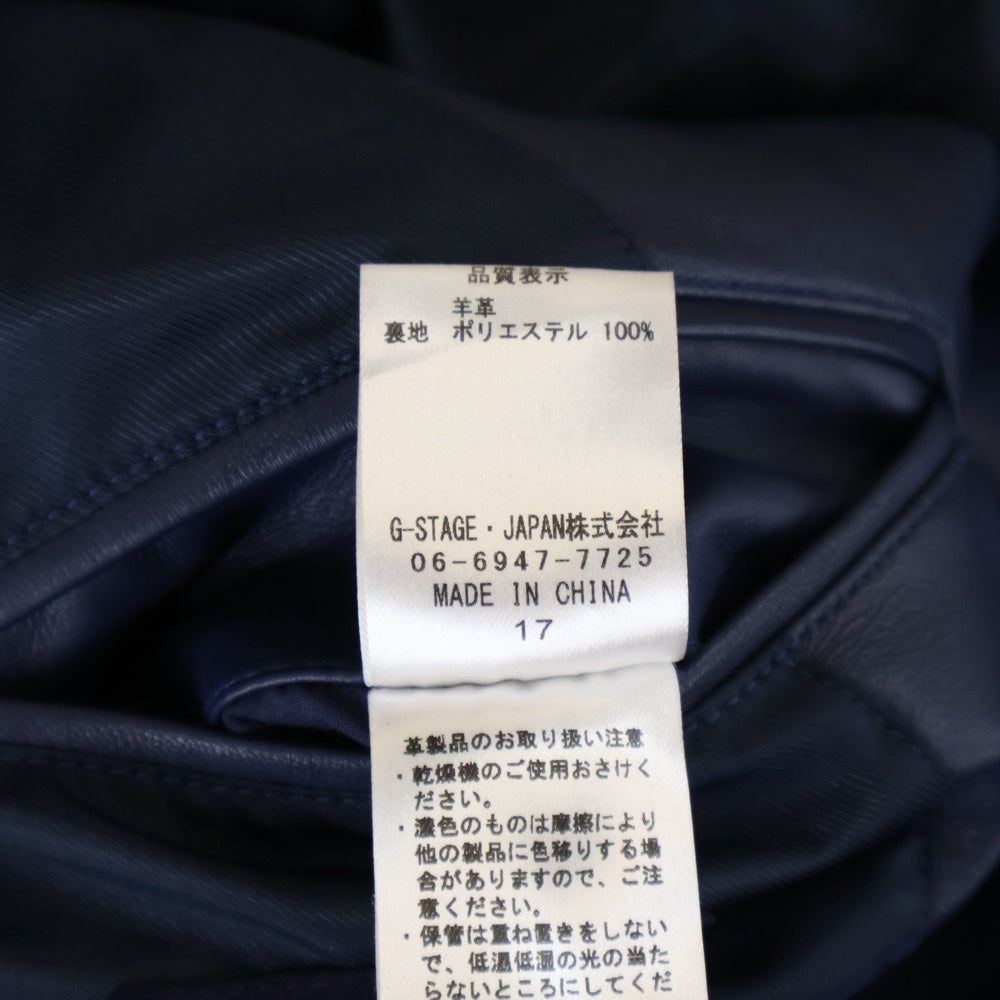 品質表示
羊革
裏地 ポリエステル 100%
G-STAGE・JAPAN株式会社
06-6947-7725
MADE IN CHINA
17
革製品のお取り扱い注意
・乾燥機のご使用おさけく
ださい。
・濃色のものは摩擦により
他の製品に色移りする場
合がありますので、ご注
意ください。
・保管は重ね置きをしない
で、低温低湿の光の当た
らないところにしてくだ